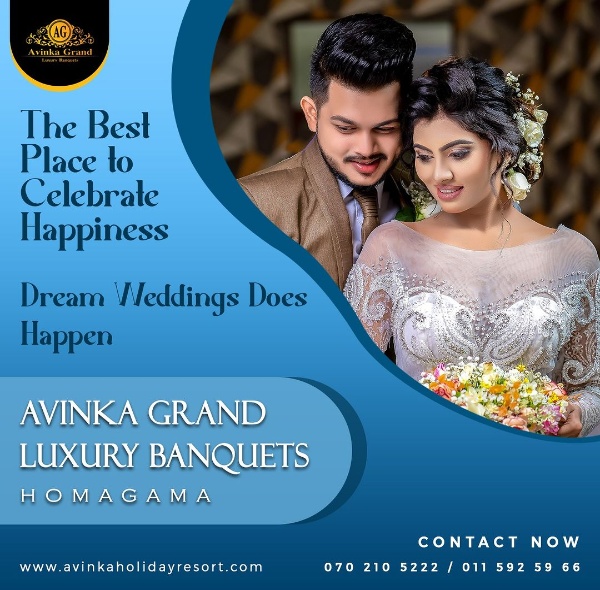 AG
Avinka Grand
Luxury Banquets
The Best
Place to
Celebrate
Happiness
Dream Weddings Does
Happen
AVINKA GRAND
LUXURY BANQUETS
HOMAGAMA
CONTACT NOW
www.avinkaholidayresort.com
070 210 5222 / 011 592 59 66